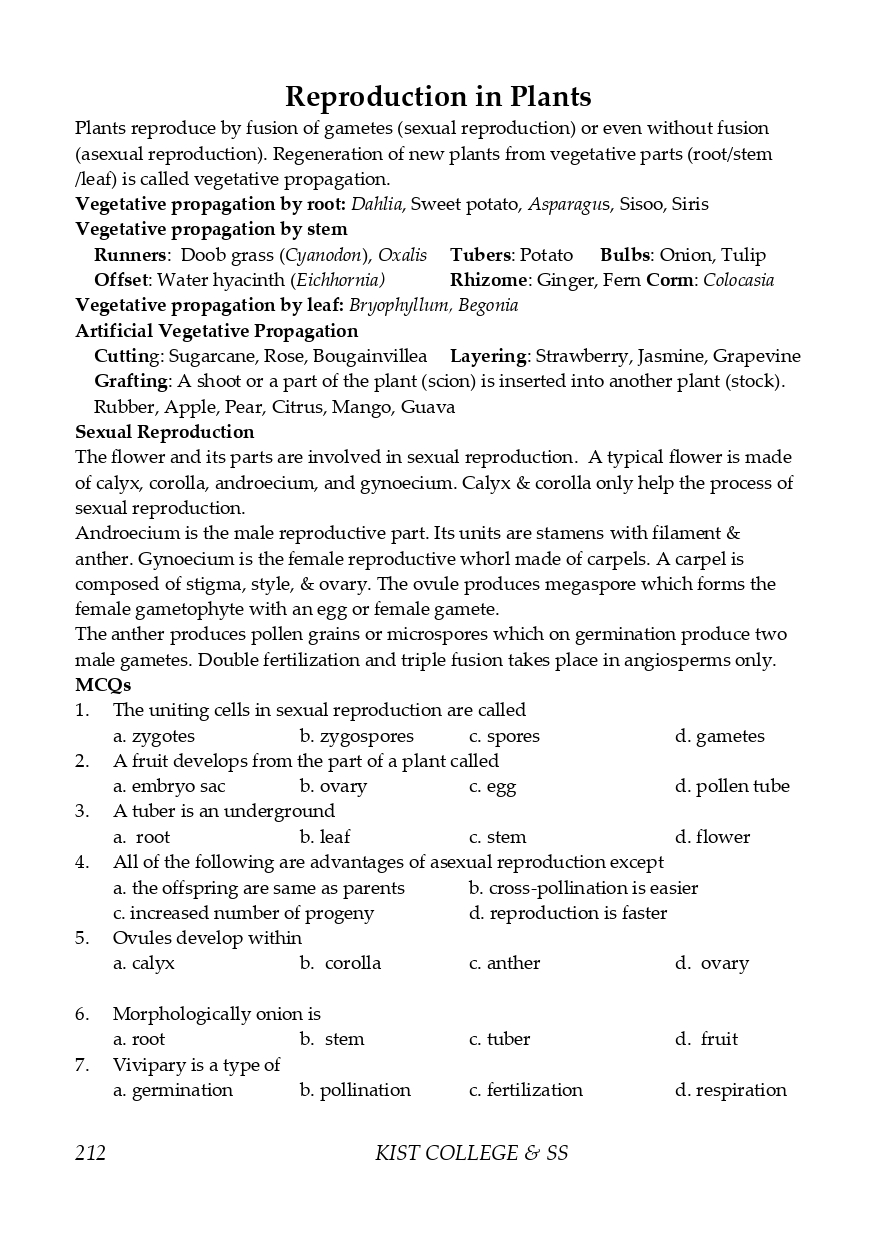 Reproduction in Plants
Plants reproduce by fusion of gametes (sexual reproduction) or even without fusion
(asexual reproduction). Regeneration of new plants from vegetative parts (root/stem
/leaf) is called vegetative propagation.
Vegetative propagation by root: Dahlia, Sweet potato, Asparagus, Sisoo, Siris
Vegetative propagation by stem
Runners: Doob grass (Cyanodon), Oxalis Tubers: Potato Bulbs: Onion, Tulip
Offset: Water hyacinth (Eichhornia) Rhizome: Ginger, Fern Corm: Colocasia
Vegetative propagation by leaf: Bryophyllum, Begonia
Artificial Vegetative Propagation
Cutting: Sugarcane, Rose, Bougainvillea Layering: Strawberry, Jasmine, Grapevine
Grafting: A shoot or a part of the plant (scion) is inserted into another plant (stock).
Rubber, Apple, Pear, Citrus, Mango, Guava
Sexual Reproduction
The flower and its parts are involved in sexual reproduction. A typical flower is made
of calyx, corolla, androecium, and gynoecium. Calyx & corolla only help the process of
sexual reproduction.
Androecium is the male reproductive part. Its units are stamens with filament &
anther. Gynoecium is the female reproductive whorl made of carpels. A carpel is
composed of stigma, style, & ovary. The ovule produces megaspore which forms the
female gametophyte with an egg or female gamete.
The anther produces pollen grains or microspores which on germination produce two
male gametes. Double fertilization and triple fusion takes place in angiosperms only.
MCQs
1. The uniting cells in sexual reproduction are called
a. zygotes b. zygospores c. spores d. gametes
2. A fruit develops from the part of a plant called
a. embryo sac b. ovary c. egg d. pollen tube
3. A tuber is an underground
a. root b. leaf c. stem d. flower
4. All of the following are advantages of asexual reproduction except
a. the offspring are same as parents b. cross-pollination is easier
c. increased number of progeny d. reproduction is faster
5. Ovules develop within
a. calyx b. corolla c. anther d. ovary
6. Morphologically onion is
a. root b. stem c. tuber d. fruit
7. Vivipary is a type of
a. germination b. pollination c. fertilization d. respiration
212 KIST COLLEGE & SS